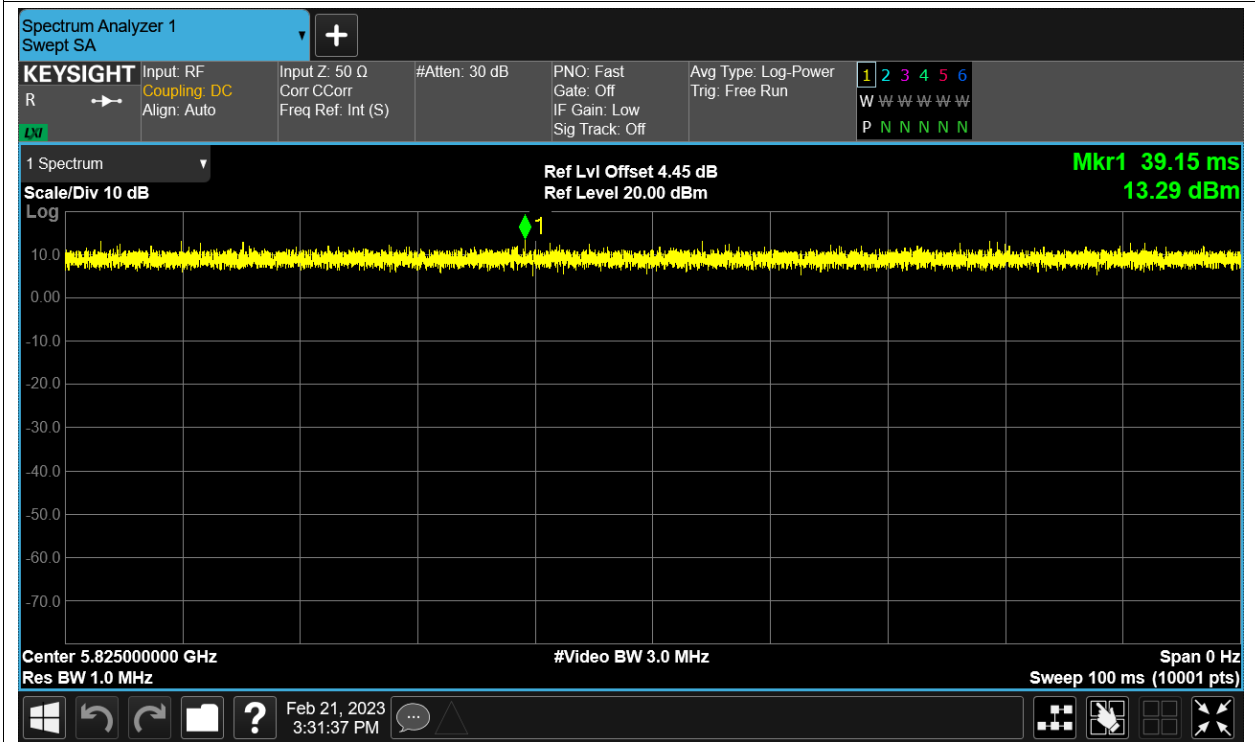 Spectrum Analyzer 1
Swept SA
KEYSIGHT
R
LXI
Input: RF
Coupling: DC
Align: Auto
Input Z: 50 Ω
Corr CCorr
Freq Ref: Int (S)
#Atten: 30 dB
PNO: Fast
Gate: Off
IF Gain: Low
Sig Track: Off
Avg Type: Log-Power
Trig: Free Run
1 2 3 4 5 6
W W W W W W
P N N N N N
1 Spectrum
Scale/Div 10 dB
Ref Lvl Offset 4.45 dB
Ref Level 20.00 dBm
Mkr1 39.15 ms
13.29 dBm
Log
1
10.0
0.00
-10.0
-20.0
-30.0
-40.0
-50.0
-60.0
-70.0
Center 5.825000000 GHz
#Video BW 3.0 MHz
Span 0 Hz
Res BW 1.0 MHz
Sweep 100 ms (10001 pts)
?
Feb 21, 2023
3:31:37 PM